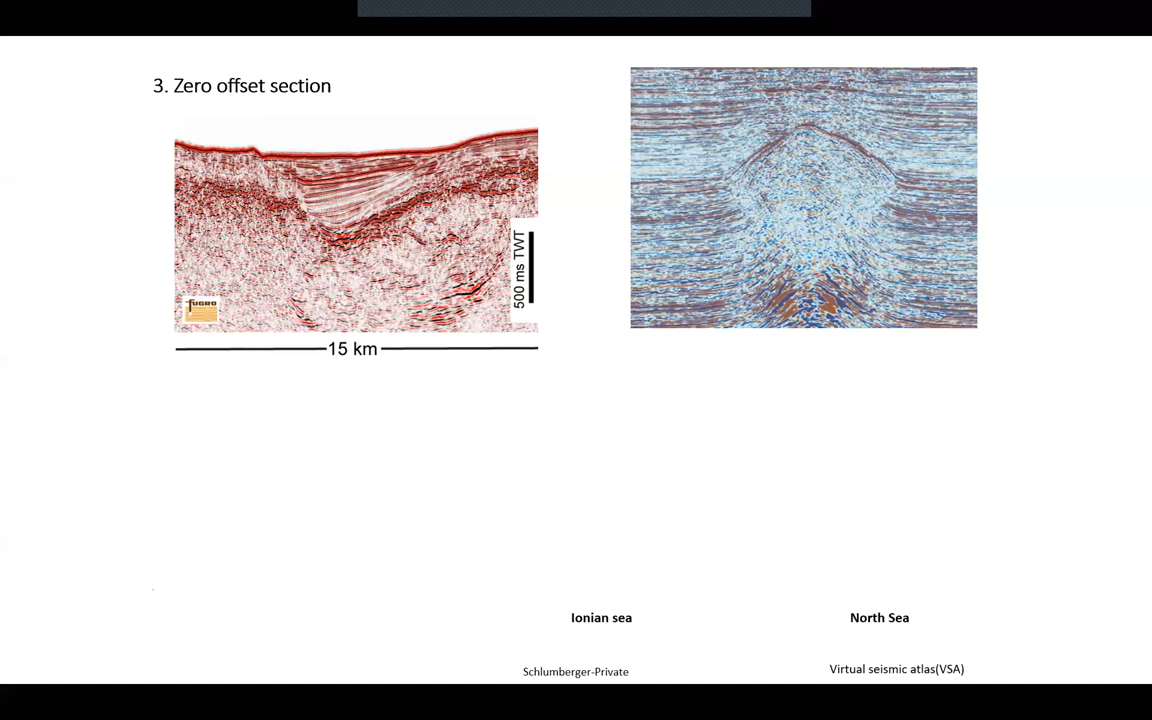 3. Zero offset section
500 ms TWT
fugro
15 km
Ionian sea
North Sea
Schlumberger-Private
Virtual seismic atlas(VSA)